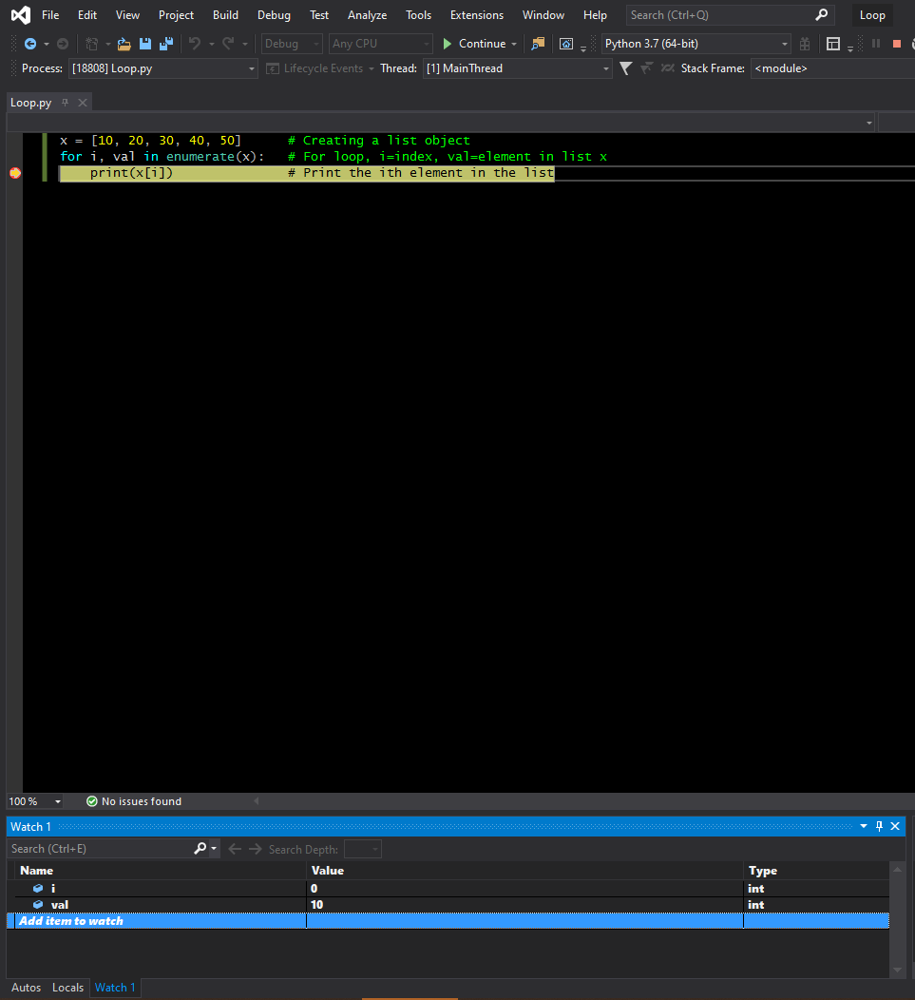 File Edit View Project Build Debug Test Analyze Tools Extensions Window Help Search (Ctrl+Q) Loop
Debug Any CPU Continue Python 3.7 (64-bit)
Process: [18808] Loop.py Lifecycle Events Thread: [1] MainThread Stack Frame: <module>
Loop.py
x = [10, 20, 30, 40, 50]      # Creating a list object
for i, val in enumerate(x):   # For loop, i=index, val=element in list x
    print(x[i])               # Print the ith element in the list
100 % No issues found
Watch 1
Search (Ctrl+E) Search Depth:
Name Value Type
i 0 int
val 10 int
Add item to watch
Autos Locals Watch 1